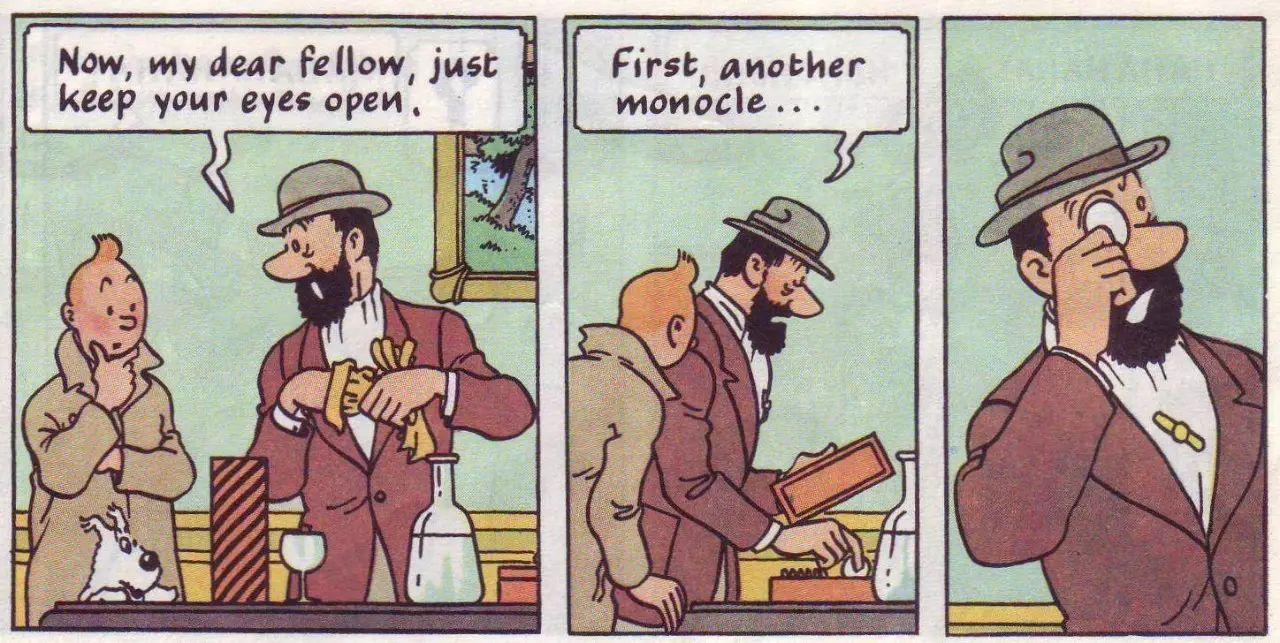 Now, my dear fellow, just
keep your eyes open.
First, another
monocle...